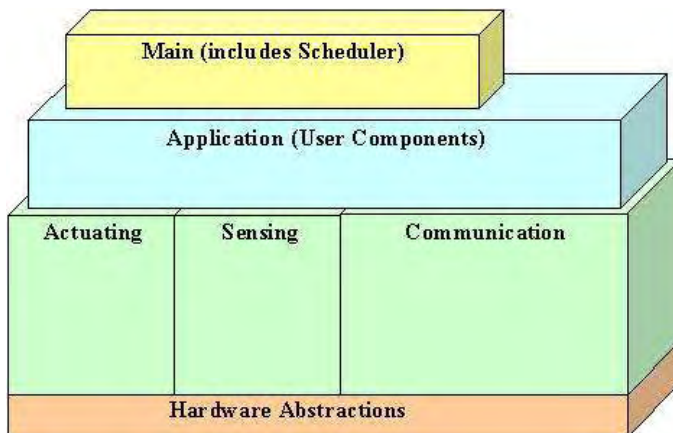 Main (includes Scheduler)
Application (User Components)
Actuating
Sensing
Communication
Hardware Abstractions